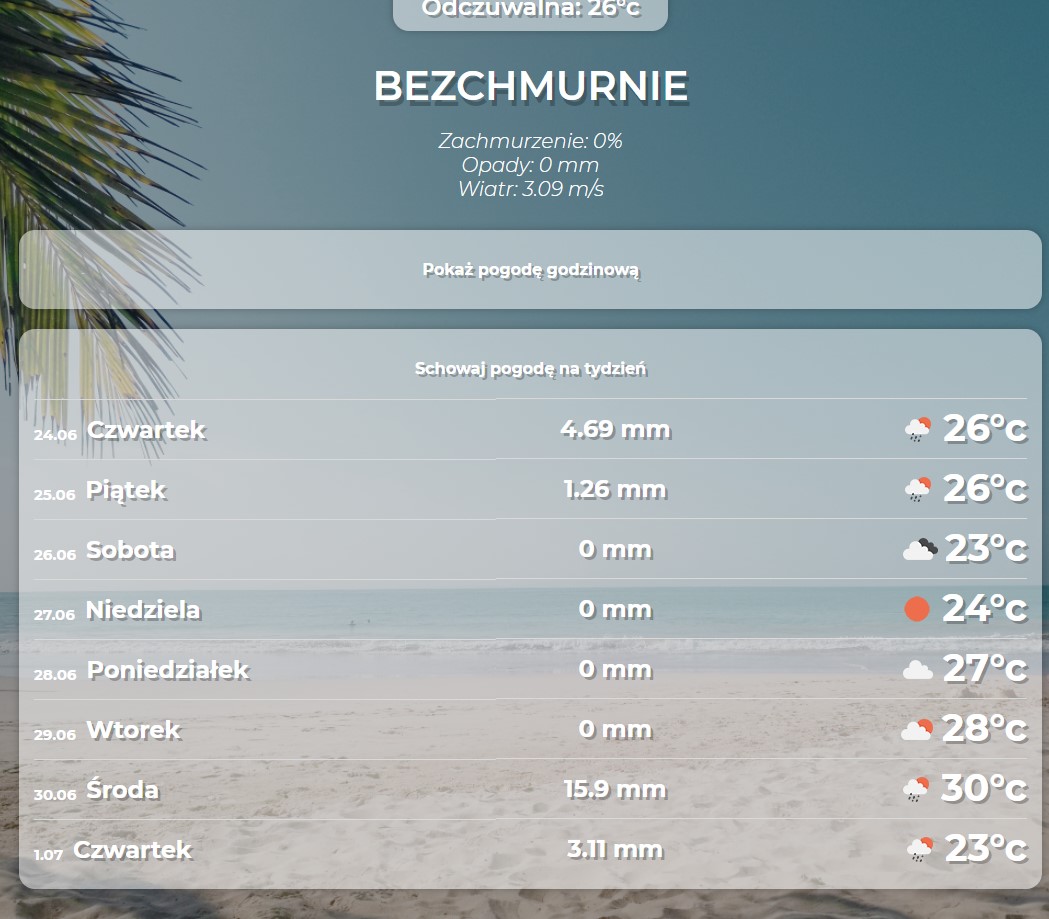 Odczuwalna: 26°c
BEZCHMURNIE
Zachmurzenie: 0%
Opady: 0 mm
Wiatr: 3.09 m/s
Pokaż pogodę godzinową
Schowaj pogodę na tydzień
24.06 Czwartek 4.69 mm 26°c
25.06 Piątek 1.26 mm 26°c
26.06 Sobota 0 mm 23°c
27.06 Niedziela 0 mm 24°c
28.06 Poniedziałek 0 mm 27°c
29.06 Wtorek 0 mm 28°c
30.06 Środa 15.9 mm 30°c
1.07 Czwartek 3.11 mm 23°c